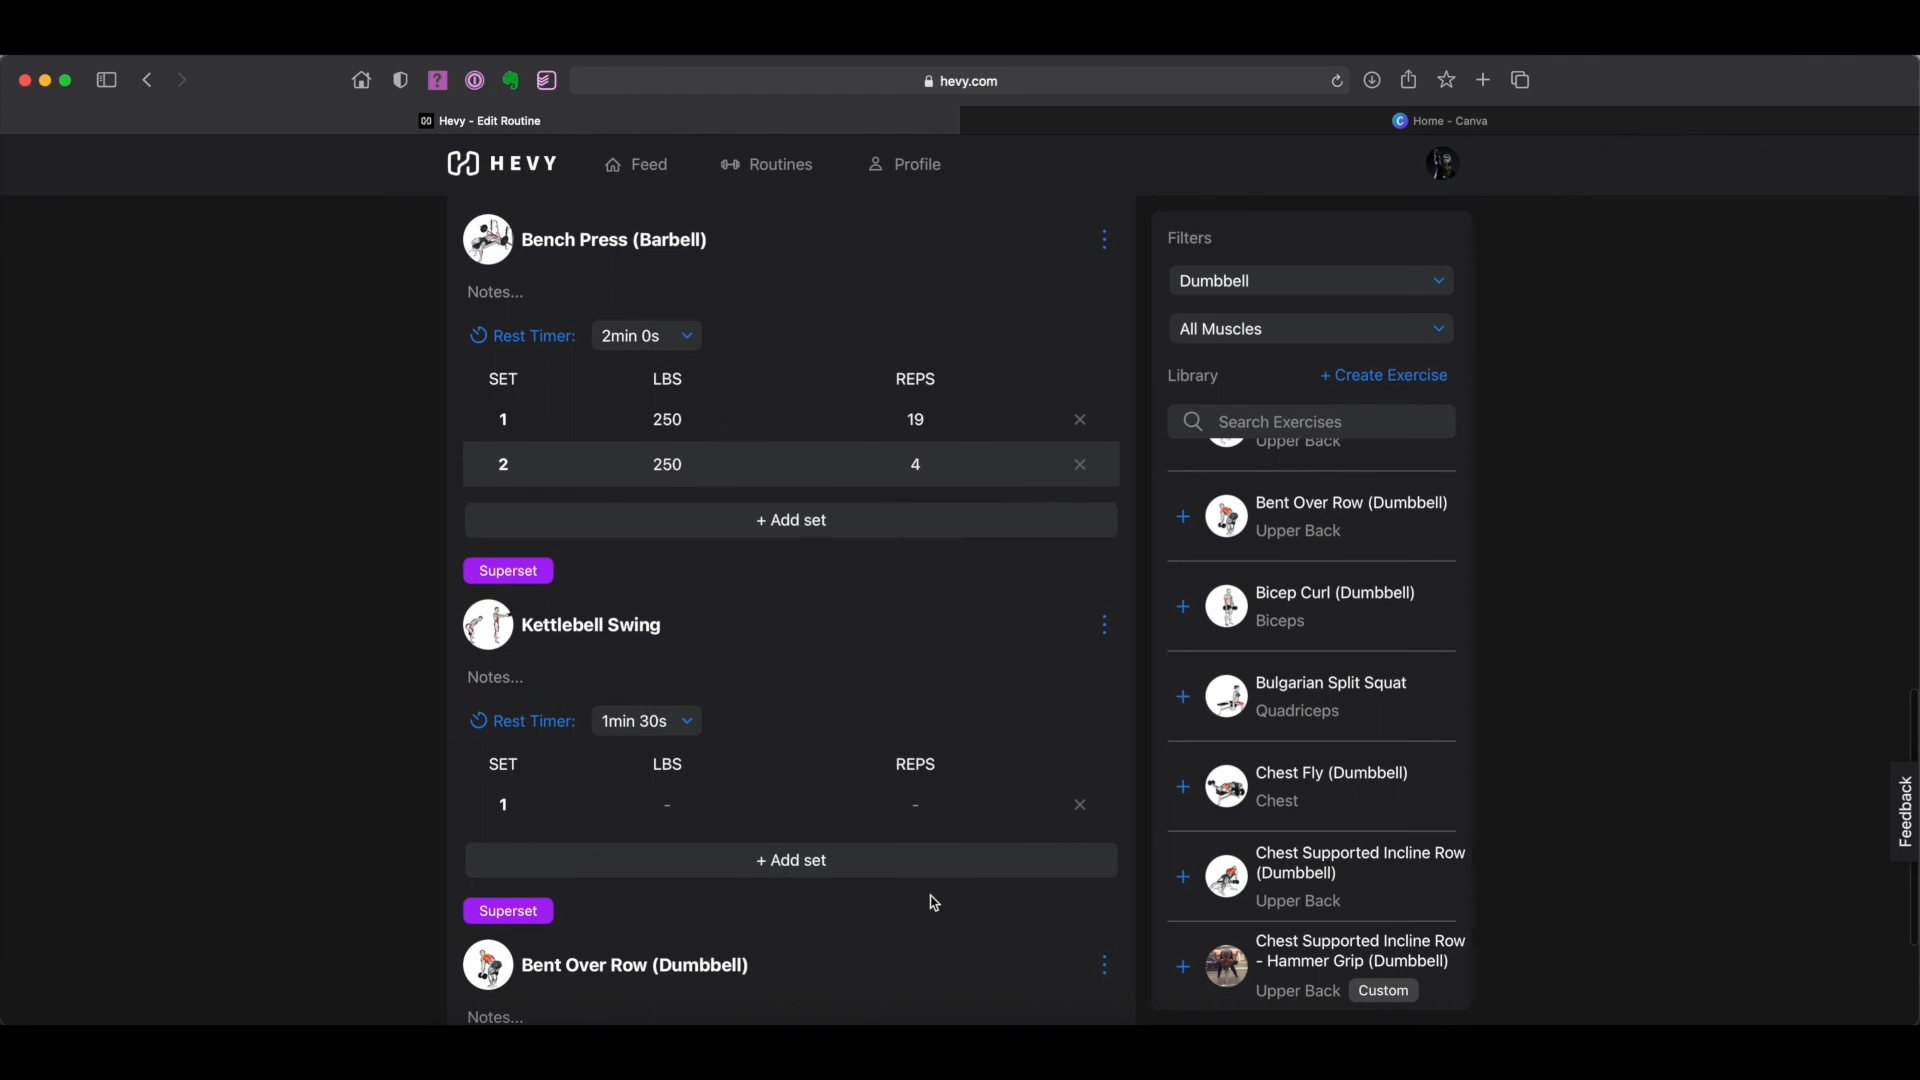 hevy.com
Hevy - Edit Routine
Home - Canva
HEVY
Feed
Routines
Profile
Bench Press (Barbell)
Notes...
Rest Timer: 2min 0s
SET LBS REPS
1 250 19
2 250 4
+ Add set
Superset
Kettlebell Swing
Notes...
Rest Timer: 1min 30s
SET LBS REPS
1 - -
+ Add set
Superset
Bent Over Row (Dumbbell)
Notes...
Filters
Dumbbell
All Muscles
Library + Create Exercise
Search Exercises
Upper Back
Bent Over Row (Dumbbell)
Upper Back
Bicep Curl (Dumbbell)
Biceps
Bulgarian Split Squat
Quadriceps
Chest Fly (Dumbbell)
Chest
Chest Supported Incline Row
(Dumbbell)
Upper Back
Chest Supported Incline Row
- Hammer Grip (Dumbbell)
Upper Back Custom
Feedback